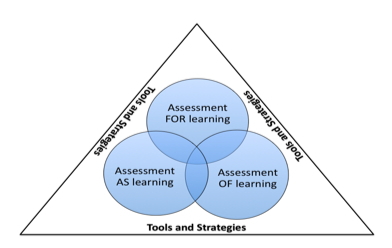 Tools and Strategies
Tools and Strategies
Assessment
FOR learning
Assessment
AS learning
Assessment
OF learning
Tools and Strategies